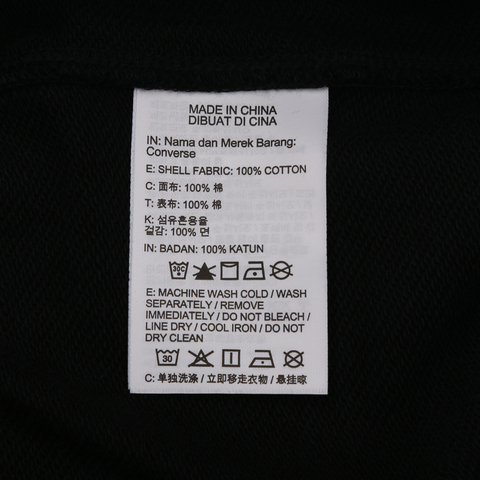 MADE IN CHINA
DIBUAT DI CINA
IN: Nama dan Merek Barang:
Converse
E: SHELL FABRIC: 100% COTTON
C: 面布: 100% 棉
T: 表布: 100% 棉
K: 섬유혼용율
겉감: 100% 면
IN: BADAN: 100% KATUN
30C
E: MACHINE WASH COLD / WASH
SEPARATELY / REMOVE
IMMEDIATELY / DO NOT BLEACH /
LINE DRY / COOL IRON / DO NOT
DRY CLEAN
30
C: 单独洗涤 / 立即移走衣物 / 悬挂晾